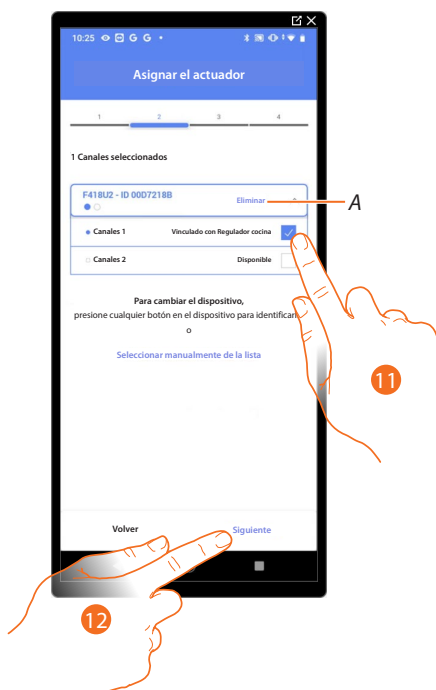 10:25 G G
Asignar el actuador
1 2 3 4
1 Canales seleccionados
F418U2 - ID 00D7218B
Eliminar
A
Canales 1 Vinculado con Regulador cocina
Canales 2 Disponible
Para cambiar el dispositivo,
presione cualquier botón en el dispositivo para
o
Seleccionar manualmente de la lista
11
Volver Siguiente
12